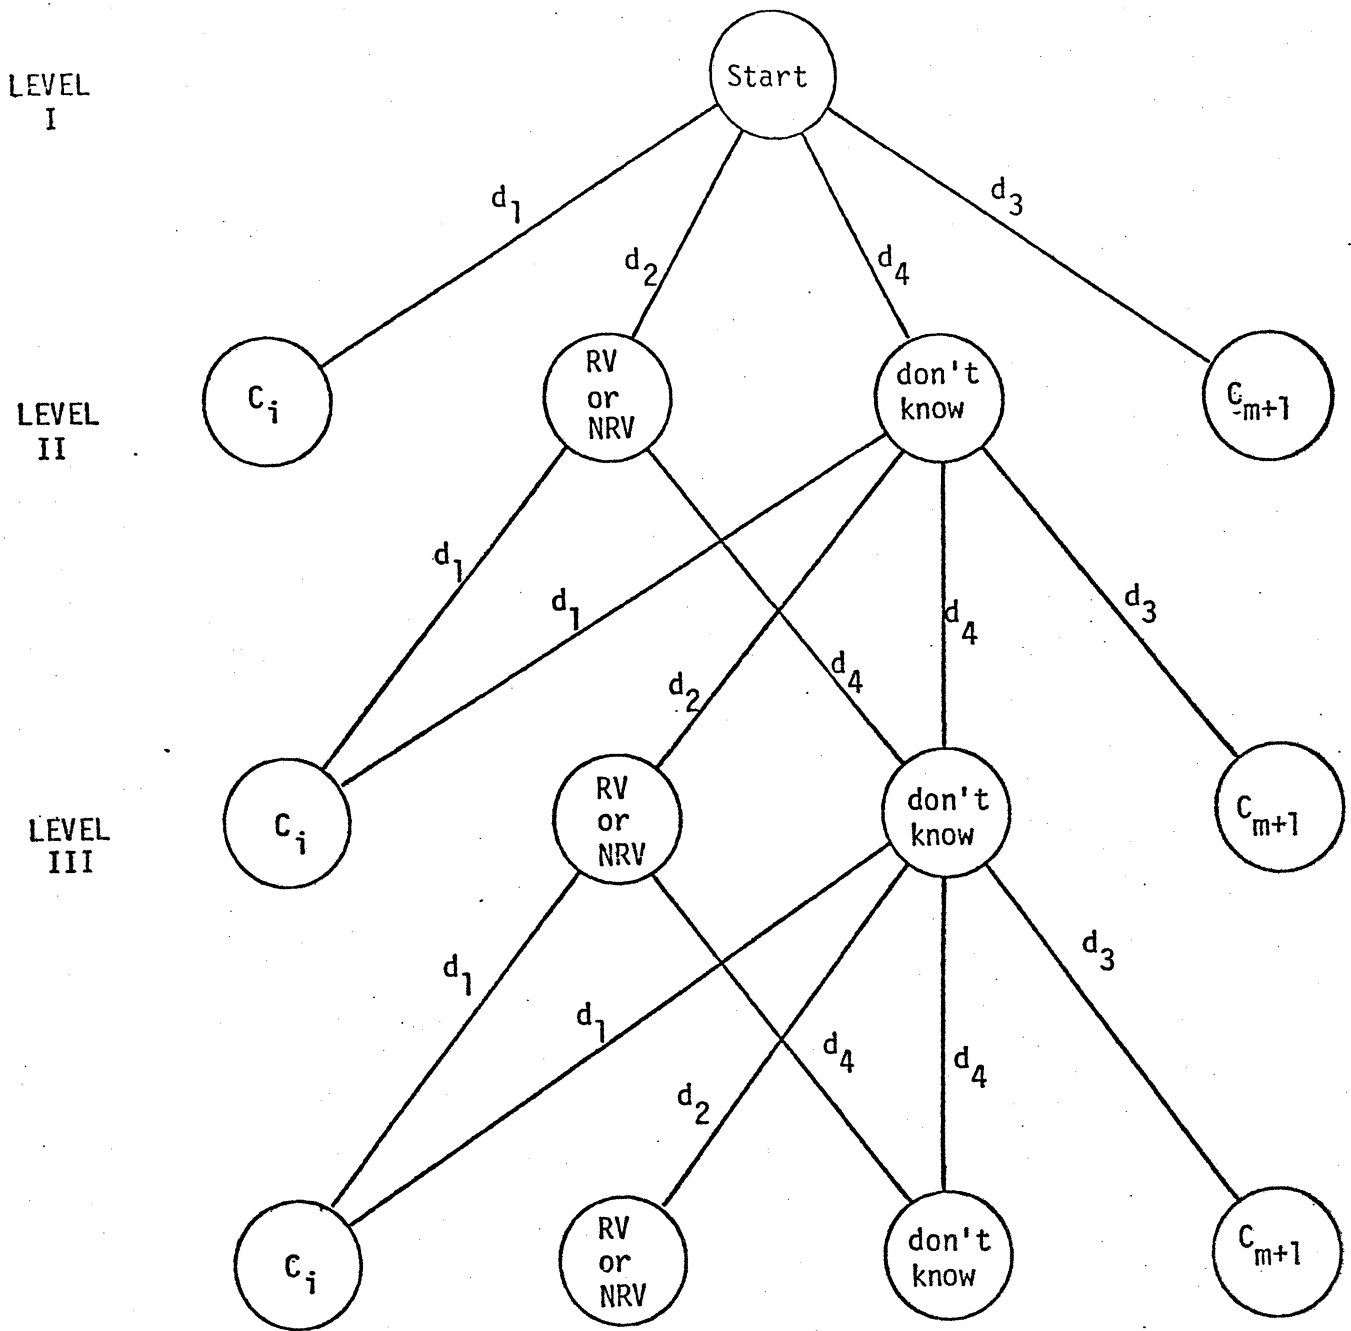 Start
LEVEL
I
d1
d2
d4
d3
Ci
RV
or
NRV
don't
know
Cm+1
LEVEL
II
d1
d1
d2
d4
d4
d3
Ci
RV
or
NRV
don't
know
Cm+1
LEVEL
III
d1
d1
d2
d4
d4
d3
Ci
RV
or
NRV
don't
know
Cm+1